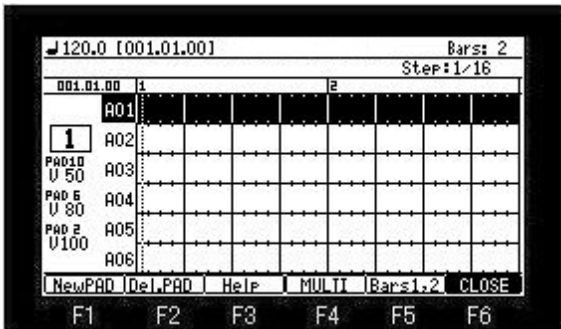 ♩120.0 [001.01.00] Bars: 2
Step:1/16
001.01.00 1 2
A01
1 A02
PAD10
V 50 A03
PAD 6
V 80 A04
PAD 2
V100 A05
A06
NewPAD Del.PAD Help MULTI Bars1,2 CLOSE
F1 F2 F3 F4 F5 F6